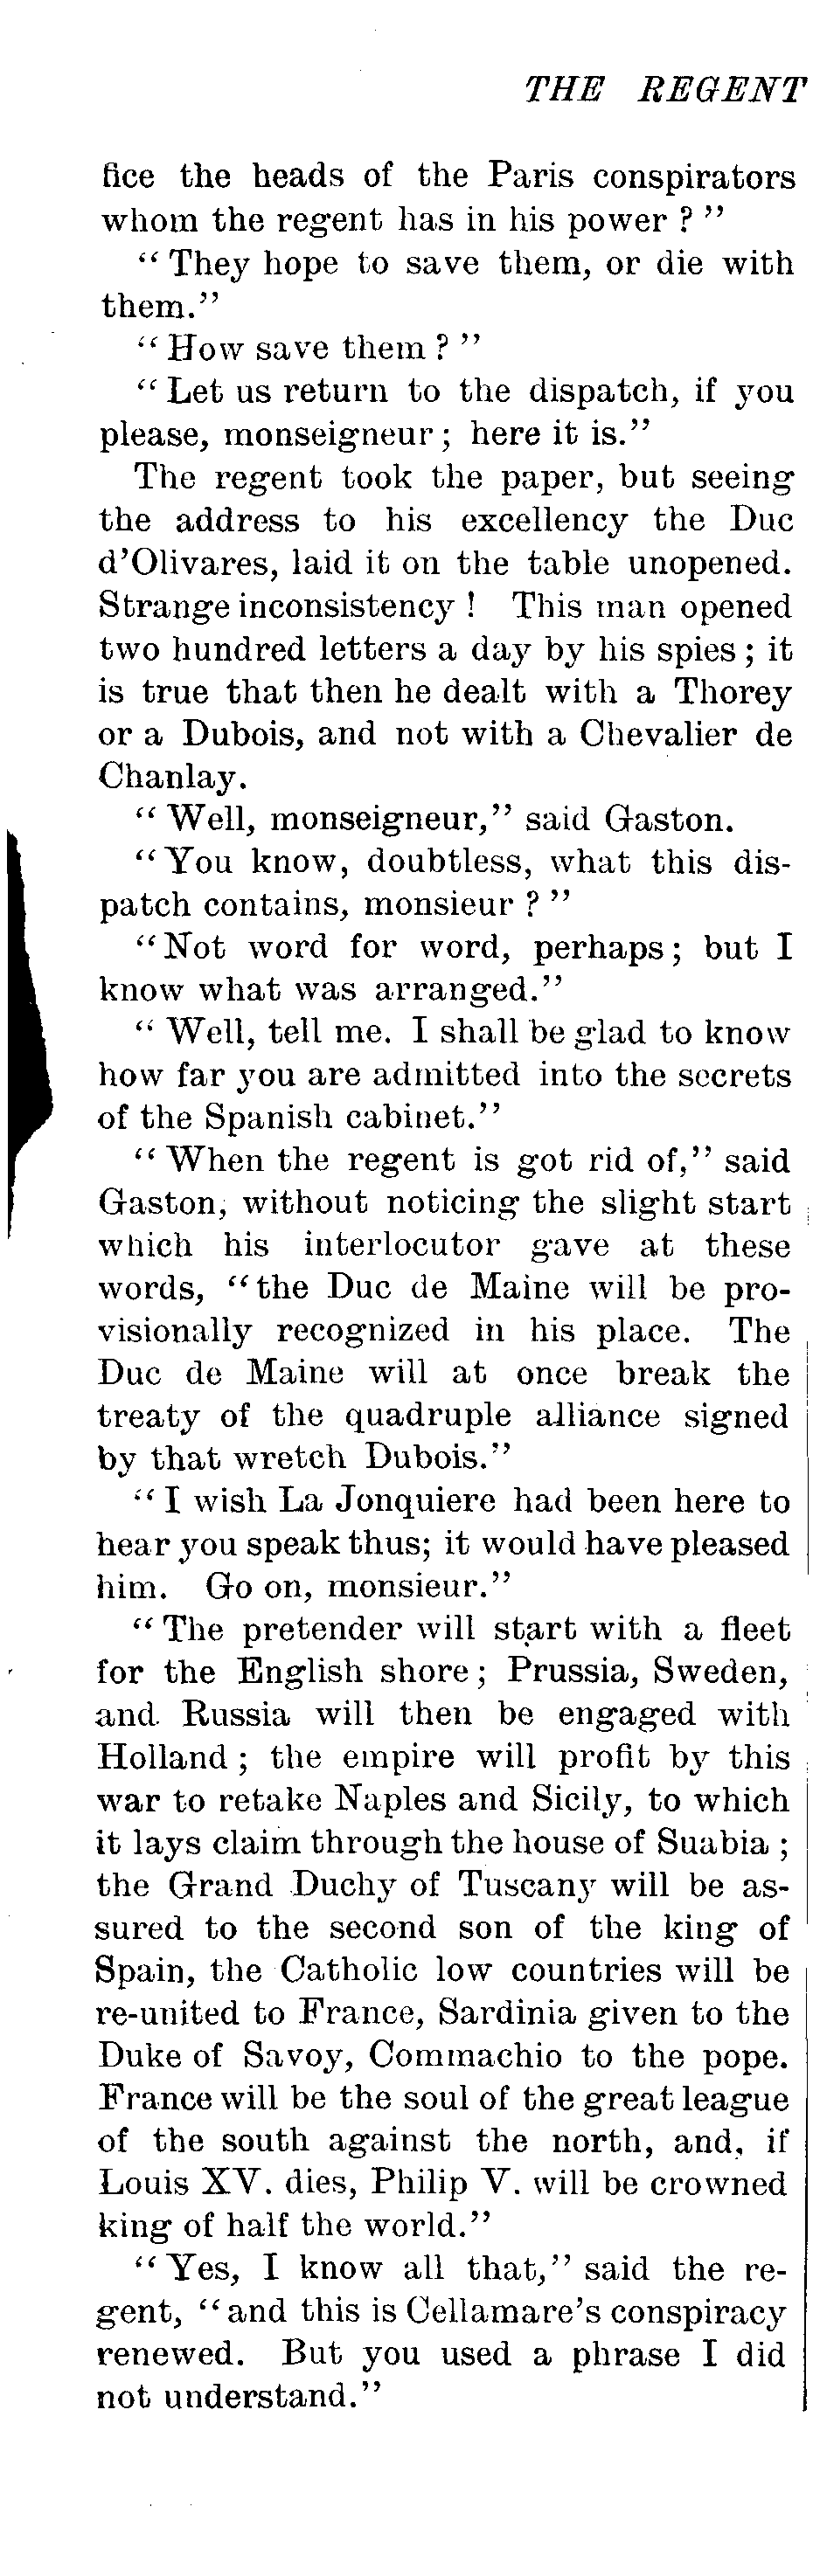 THE REGENT
fice the heads of the Paris conspirators
whom the regent has in his power ? ”
“ They hope to save them, or die with
them.”
“ How save them ? ”
“ Let us return to the dispatch, if you
please, monseigneur ; here it is.”
The regent took the paper, but seeing
the address to his excellency the Duc
d’Olivares, laid it on the table unopened.
Strange inconsistency ! This man opened
two hundred letters a day by his spies ; it
is true that then he dealt with a Thorey
or a Dubois, and not with a Chevalier de
Chanlay.
“ Well, monseigneur,” said Gaston.
“ You know, doubtless, what this dis-
patch contains, monsieur ? ”
“ Not word for word, perhaps ; but I
know what was arranged.”
“ Well, tell me. I shall be glad to know
how far you are admitted into the secrets
of the Spanish cabinet.”
“ When the regent is got rid of,” said
Gaston, without noticing the slight start
which his interlocutor gave at these
words, “ the Duc de Maine will be pro-
visionally recognized in his place. The
Duc de Maine will at once break the
treaty of the quadruple alliance signed
by that wretch Dubois.”
“ I wish La Jonquiere had been here to
hear you speak thus; it would have pleased
him. Go on, monsieur.”
“ The pretender will start with a fleet
for the English shore ; Prussia, Sweden,
and Russia will then be engaged with
Holland ; the empire will profit by this
war to retake Naples and Sicily, to which
it lays claim through the house of Suabia ;
the Grand Duchy of Tuscany will be as-
sured to the second son of the king of
Spain, the Catholic low countries will be
re-united to France, Sardinia given to the
Duke of Savoy, Commachio to the pope.
France will be the soul of the great league
of the south against the north, and, if
Louis XV. dies, Philip V. will be crowned
king of half the world.”
“ Yes, I know all that,” said the re-
gent, “ and this is Cellamare’s conspiracy
renewed. But you used a phrase I did
not understand.”